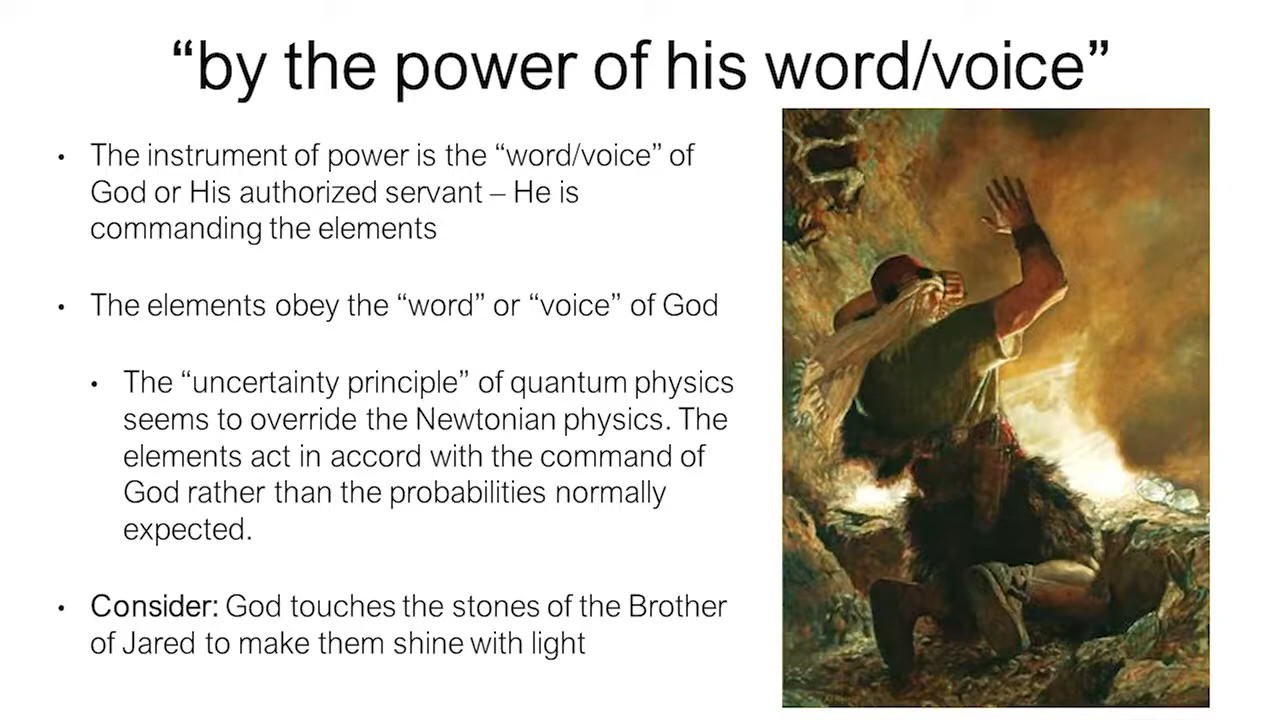 “by the power of his word/voice”
• The instrument of power is the “word/voice” of
God or His authorized servant – He is
commanding the elements
• The elements obey the “word” or “voice” of God
• The “uncertainty principle” of quantum physics
seems to override the Newtonian physics. The
elements act in accord with the command of
God rather than the probabilities normally
expected.
• Consider: God touches the stones of the Brother
of Jared to make them shine with light